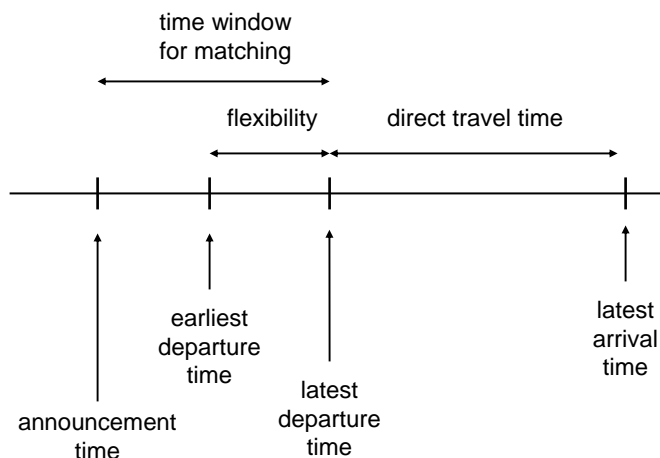 time window
for matching
flexibility
direct travel time
earliest
departure
time
latest
arrival
time
latest
departure
time
announcement
time